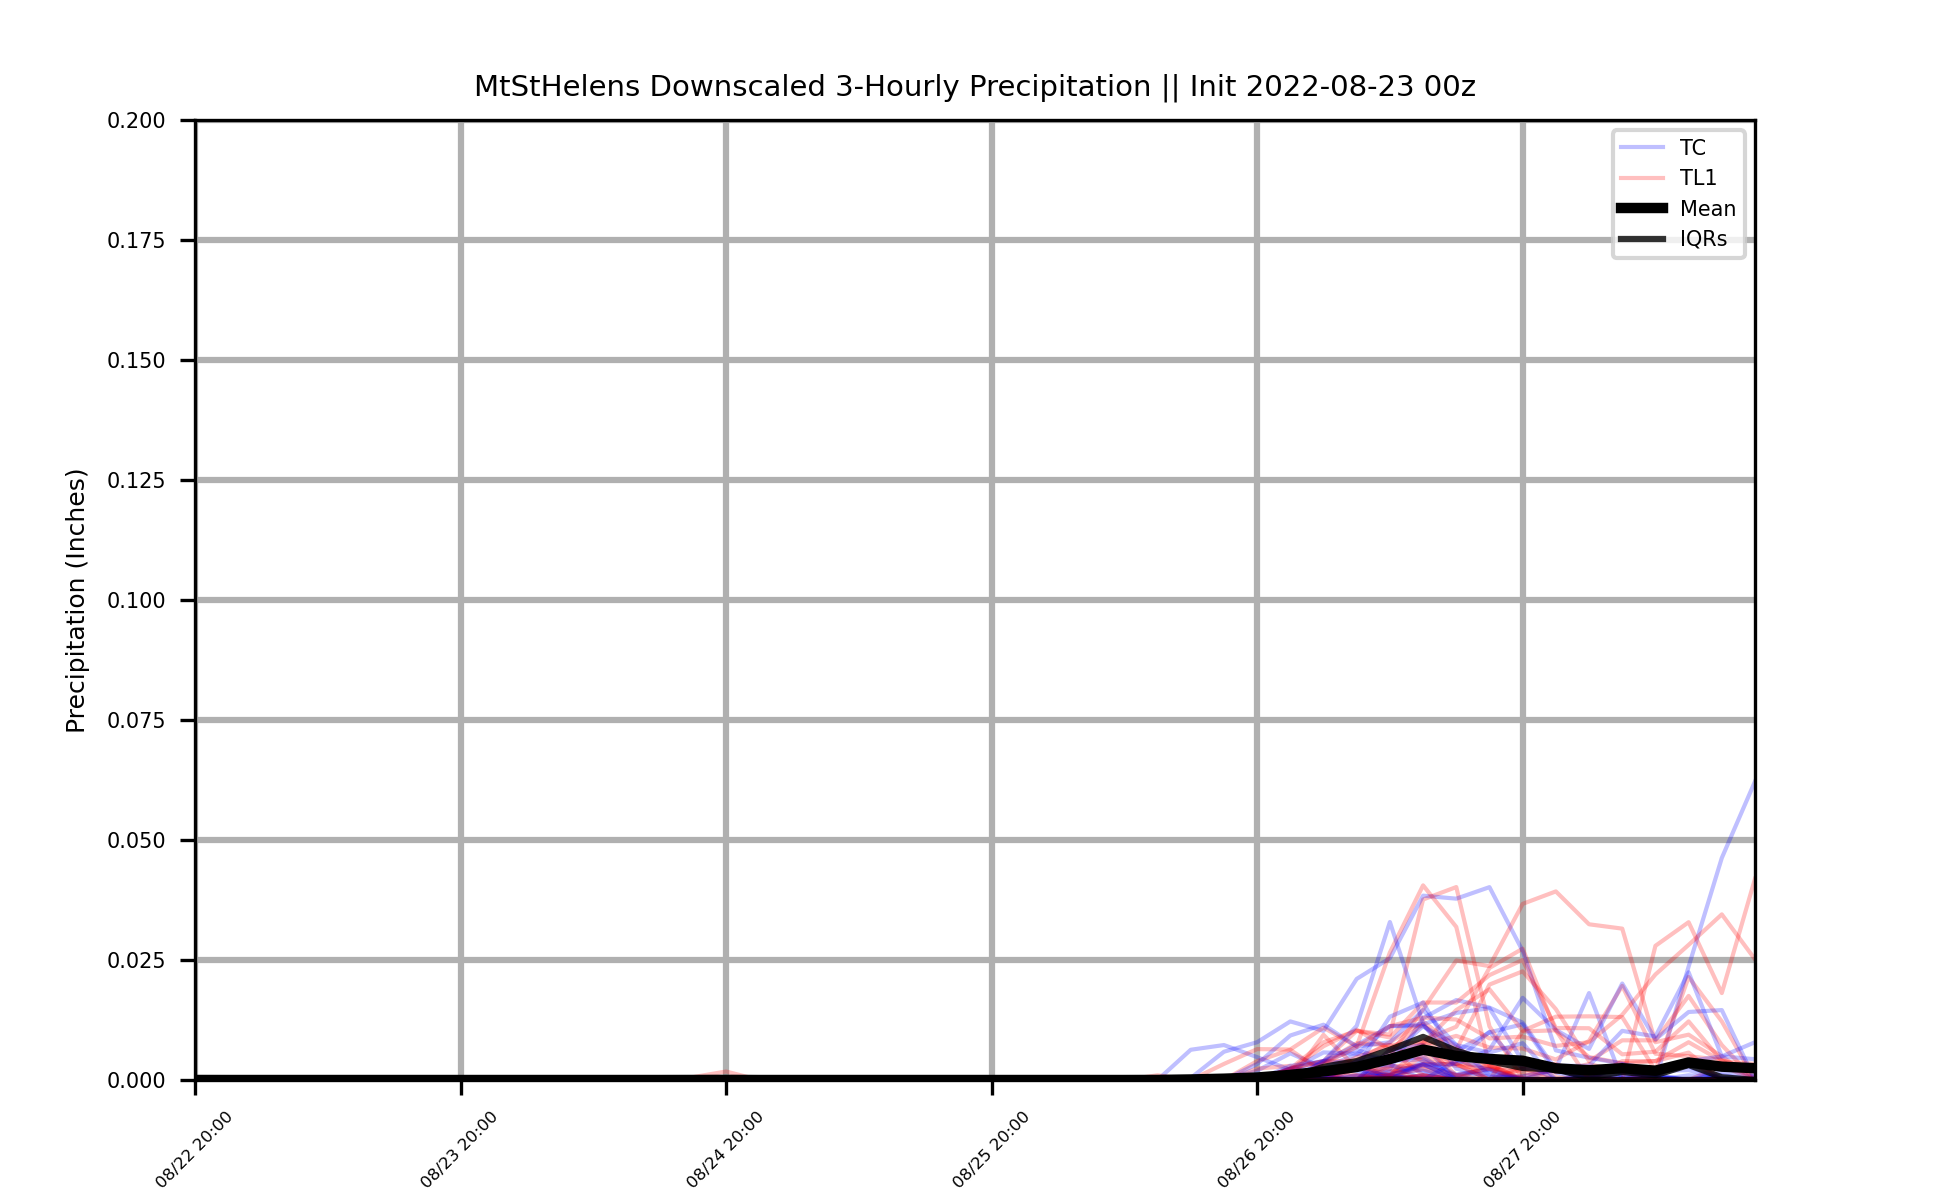 MtStHelens Downscaled 3-Hourly Precipitation || Init 2022-08-23 00z
TC
TL1
Mean
IQRs
Precipitation (Inches)
0.200
0.175
0.150
0.125
0.100
0.075
0.050
0.025
0.000
08/22 20:00
08/23 20:00
08/24 20:00
08/25 20:00
08/26 20:00
08/27 20:00